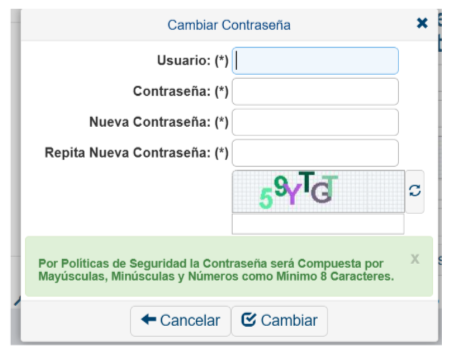 Cambiar Contraseña
Usuario: (*)
Contraseña: (*)
Nueva Contraseña: (*)
Repita Nueva Contraseña: (*)
59YTGT
Por Politicas de Seguridad la Contraseña será Compuesta por
Mayúsculas, Minúsculas y Números como Minimo 8 Caracteres.
x
Cancelar Cambiar